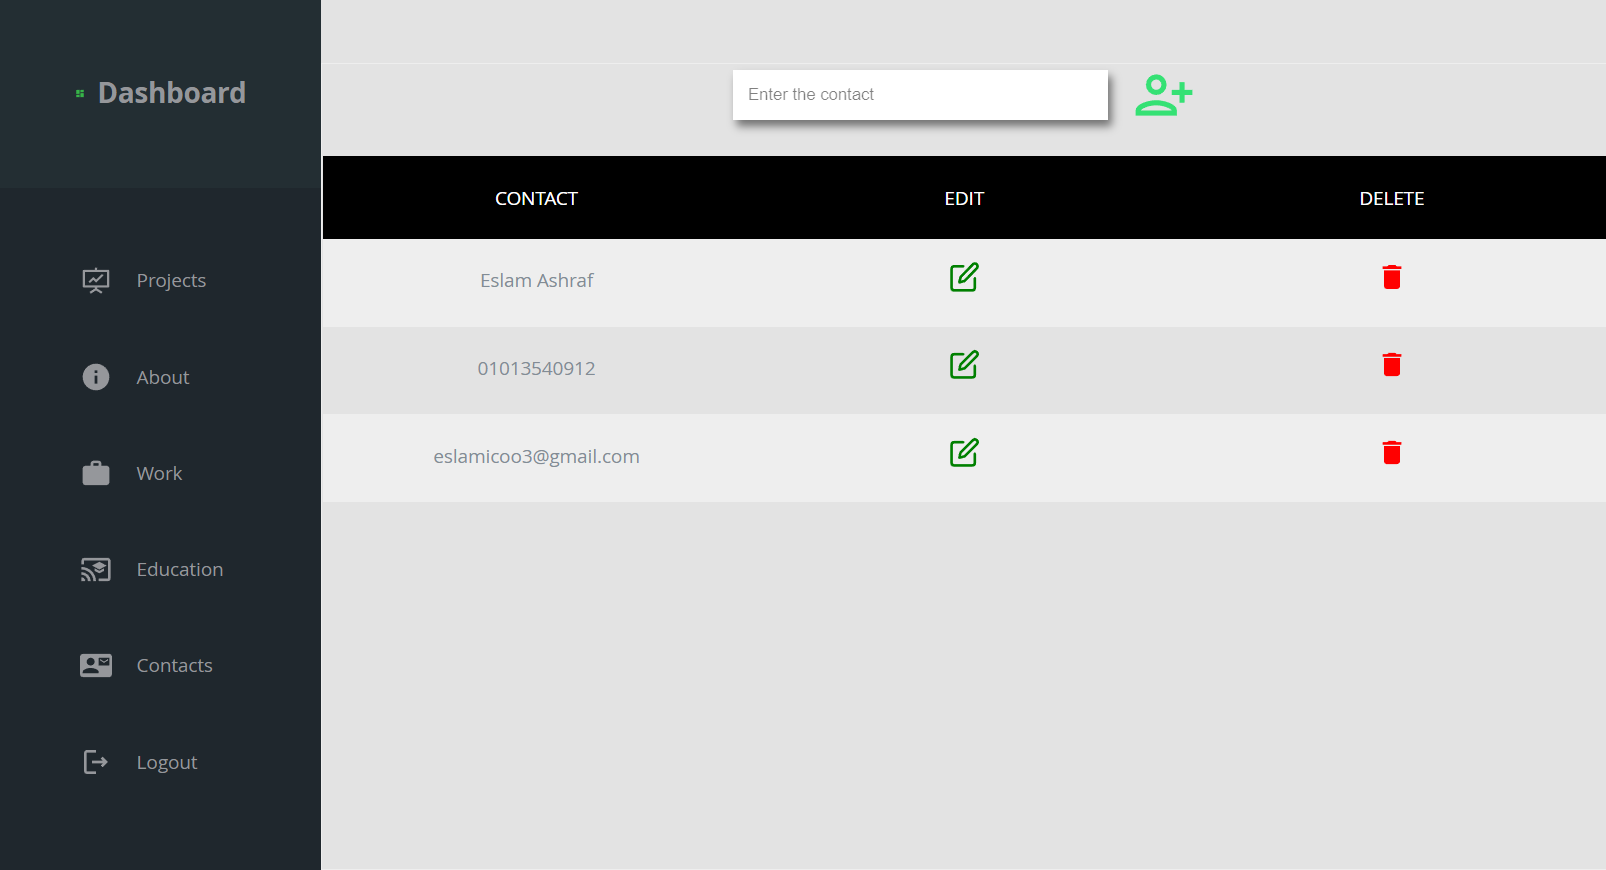 Dashboard
Projects
About
Work
Education
Contacts
Logout
Enter the contact
CONTACT EDIT DELETE
Eslam Ashraf
01013540912
eslamicoo3@gmail.com